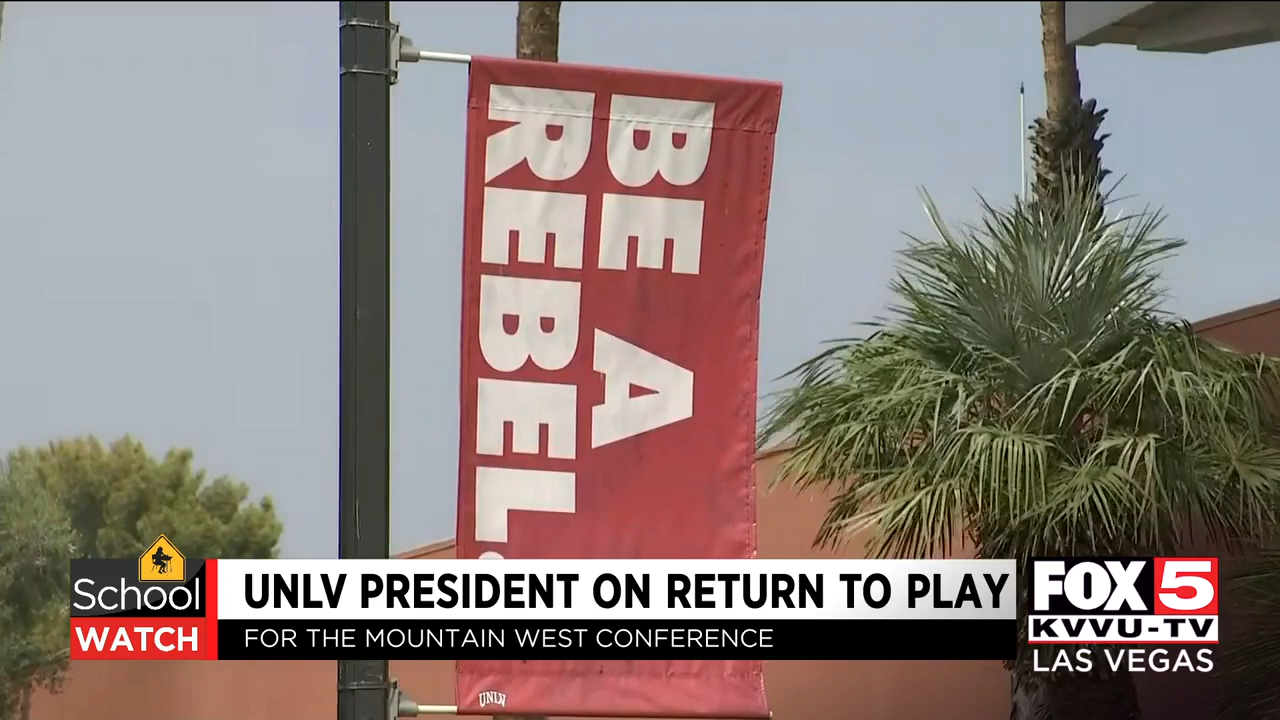 BE A
REBEL
UNLV
School
WATCH
UNLV PRESIDENT ON RETURN TO PLAY
FOR THE MOUNTAIN WEST CONFERENCE
FOX 5
KVVU-TV
LAS VEGAS